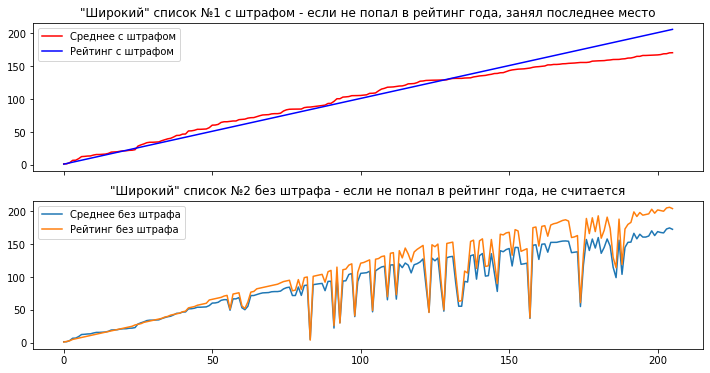 "Широкий" список №1 с штрафом - если не попал в рейтинг года, занял последнее место
Среднее с штрафом
Рейтинг с штрафом
200
150
100
50
0
"Широкий" список №2 без штрафа - если не попал в рейтинг года, не считается
Среднее без штрафа
Рейтинг без штрафа
200
150
100
50
0
0 50 100 150 200